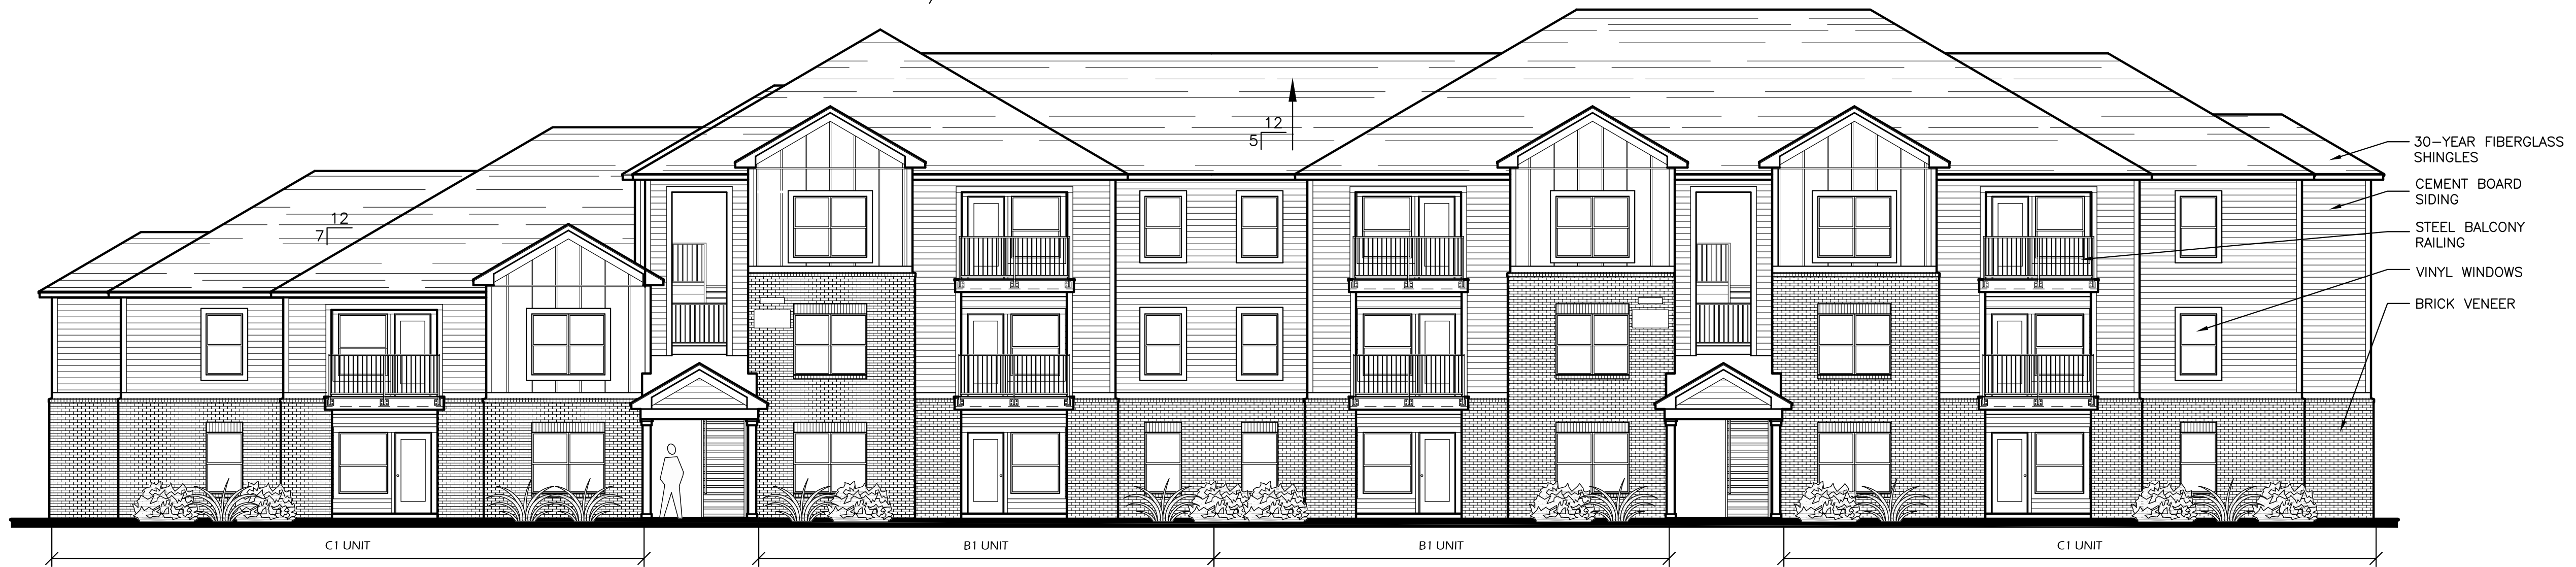 12
5
12
7
30-YEAR FIBERGLASS
SHINGLES
CEMENT BOARD
SIDING
STEEL BALCONY
RAILING
VINYL WINDOWS
BRICK VENEER
C1 UNIT
B1 UNIT
B1 UNIT
C1 UNIT